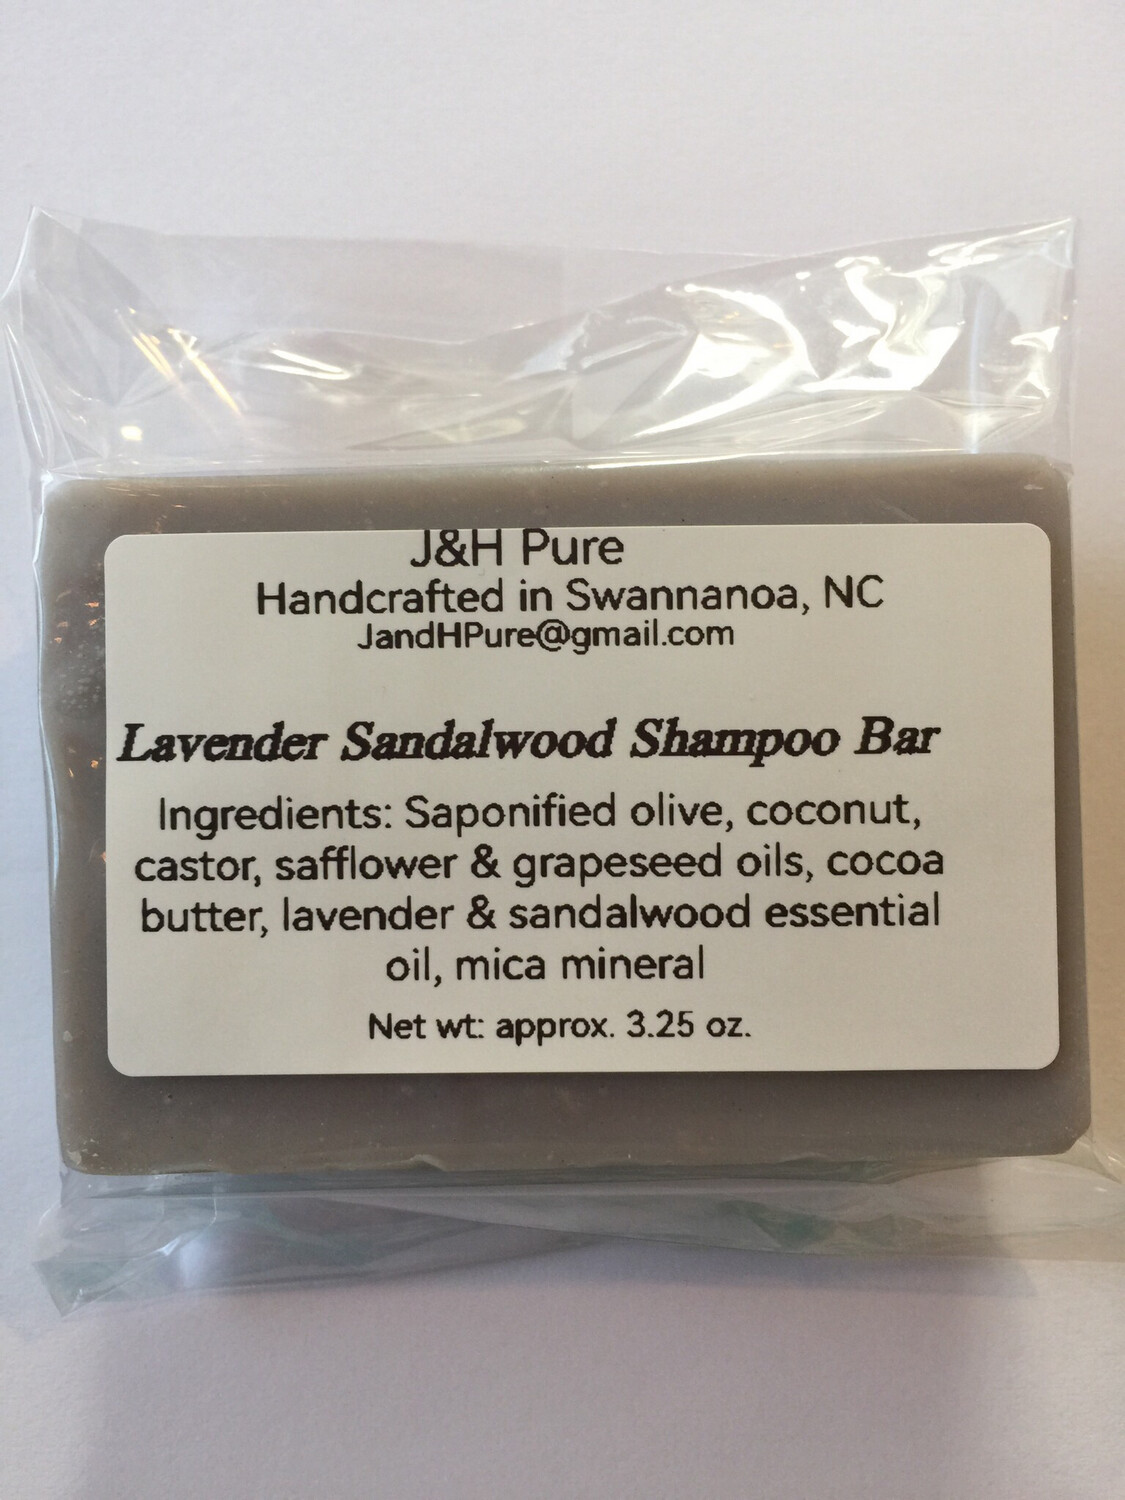 J&H Pure
Handcrafted in Swannanoa, NC
JandHPure@gmail.com
Lavender Sandalwood Shampoo Bar
Ingredients: Saponified olive, coconut,
castor, safflower & grapeseed oils, cocoa
butter, lavender & sandalwood essential
oil, mica mineral
Net wt: approx. 3.25 oz.